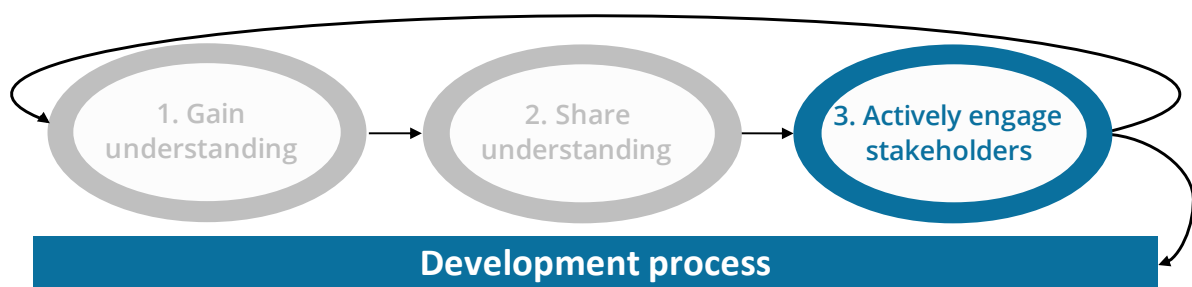 1. Gain
understanding
2. Share
understanding
3. Actively engage
stakeholders
Development process